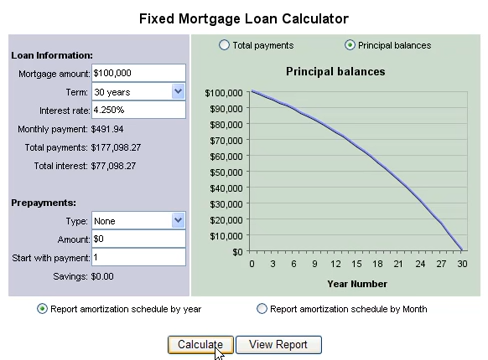 Fixed Mortgage Loan Calculator
Loan Information:
Mortgage amount: $100,000
Term: 30 years
Interest rate: 4.250%
Monthly payment: $491.94
Total payments: $177,098.27
Total interest: $77,098.27
Prepayments:
Type: None
Amount: $0
Start with payment: 1
Savings: $0.00
Total payments Principal balances
Principal balances
$100,000
$90,000
$80,000
$70,000
$60,000
$50,000
$40,000
$30,000
$20,000
$10,000
$0
0 3 6 9 12 15 18 21 24 27 30
Year Number
Report amortization schedule by year Report amortization schedule by Month
Calculate View Report